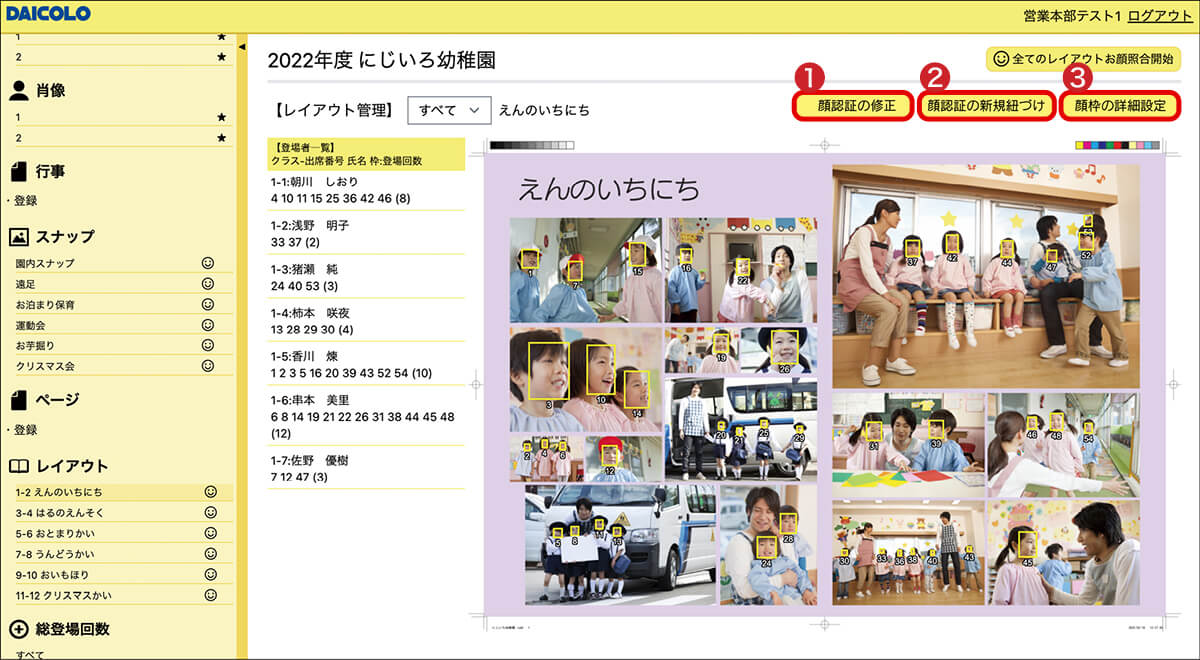 DAICOLO
営業本部テスト1 ログアウト
1 ★
2 ★
肖像
1 ★
2 ★
行事
・登録
スナップ
園内スナップ
遠足
お泊まり保育
運動会
お芋掘り
クリスマス会
ページ
・登録
レイアウト
1-2 えんのいちにち
3-4 はるのえんそく
5-6 おとまりかい
7-8 うんどうかい
9-10 おいもほり
11-12 クリスマスかい
総登場回数
すべて
2022年度 にじいろ幼稚園
全てのレイアウトお顔照合開始
1 2 3
【レイアウト管理】 すべて えんのいちにち
顔認証の修正 顔認証の新規紐づけ 顔枠の詳細設定
【登場者一覧】
クラス-出席番号 氏名 枠:登場回数
1-1:朝川 しおり
4 10 11 15 25 36 42 46 (8)
1-2:浅野 明子
33 37 (2)
1-3:猪瀬 純
24 40 53 (3)
1-4:柿本 咲夜
13 28 29 30 (4)
1-5:香川 煉
1 2 3 5 16 20 39 43 52 54 (10)
1-6:串本 美里
6 8 14 19 21 22 26 31 38 44 45 48
(12)
1-7:佐野 優樹
7 12 47 (3)
えんのいちにち
1 7 15 16 22
37 42 44 47 52
3 10 14 19 26
20 21 25 29
2 4 6 12
31 39 46 48 54
5 8 11 13 28 24
30 33 36 38 40 43 45